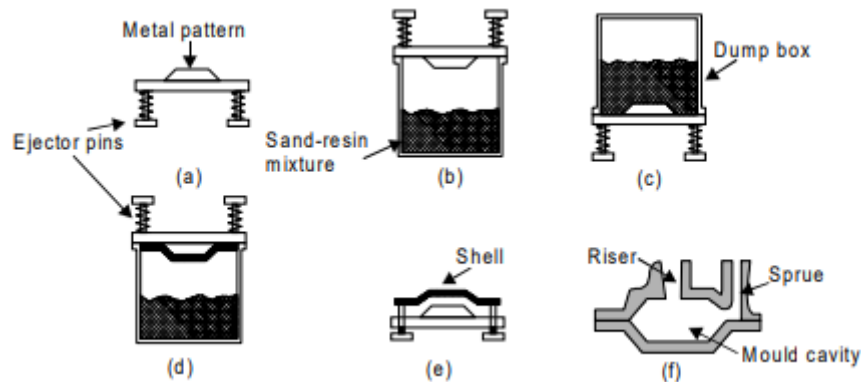 Metal pattern
Ejector pins
(a)
Sand-resin
mixture
(b)
Dump box
(c)
(d)
Shell
(e)
Riser
Sprue
Mould cavity
(f)